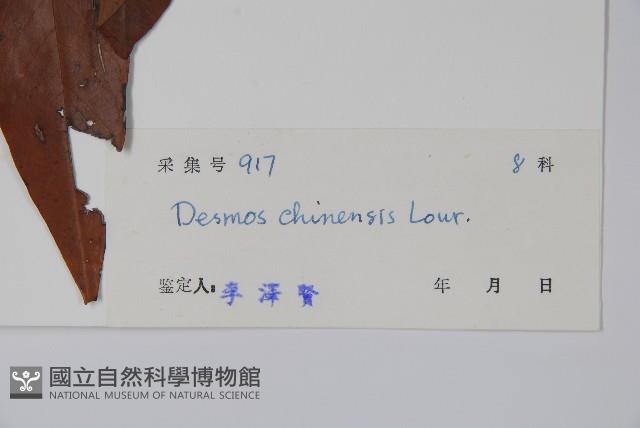 采集号 917 8 科
Desmos chinensis Lour.
鉴定人: 李澤賢 年 月 日
國立自然科學博物館
NATIONAL MUSEUM OF NATURAL SCIENCE